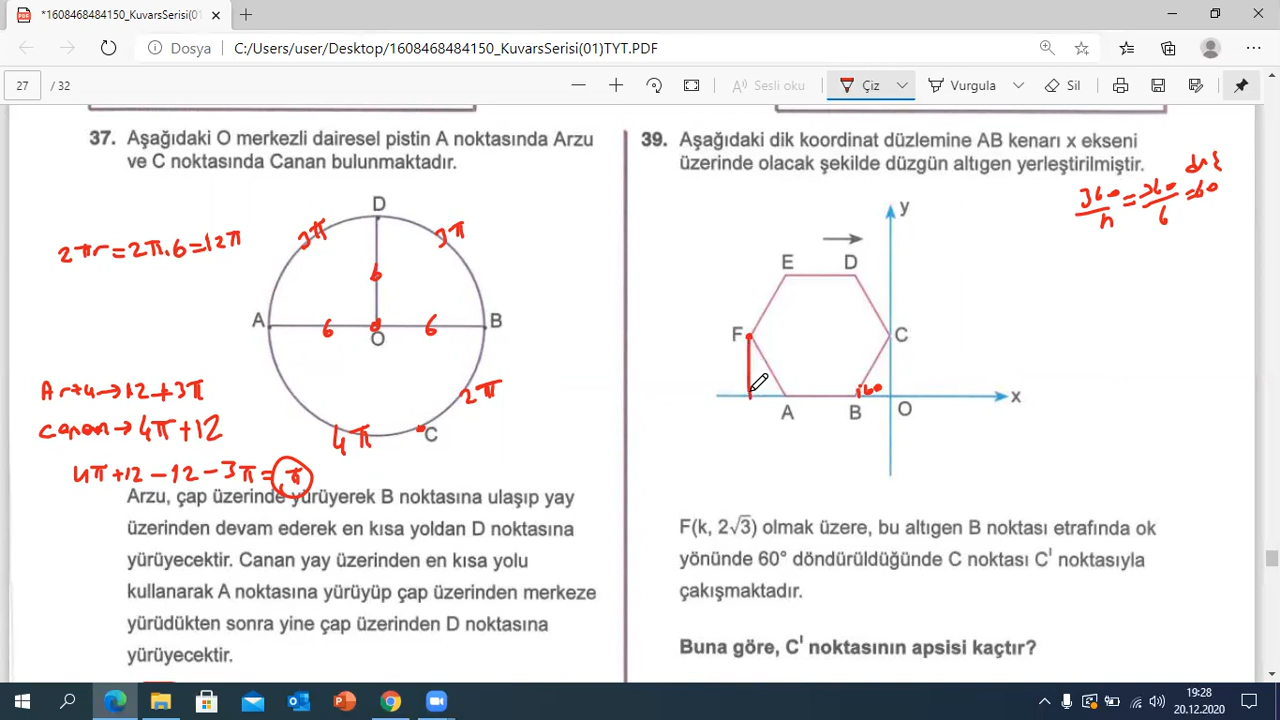 *1608468484150_KuvarsSerisi(01)
Dosya
C:/Users/user/Desktop/1608468484150_KuvarsSerisi(01)TYT.PDF
27 / 32
Sesli oku
Çiz
Vurgula
Sil
37. Aşağıdaki O merkezli dairesel pistin A noktasında Arzu
ve C noktasında Canan bulunmaktadır.
2πr=2π.6=12π
D
3π
3π
6
A
6
6
B
O
2π
4π
C
Arzu→12+3π
Canan→4π+12
4π+12-12-3π=π
Arzu, çap üzerinde yürüyerek B noktasına ulaşıp yay
üzerinden devam ederek en kısa yoldan D noktasına
yürüyecektir. Canan yay üzerinden en kısa yolu
kullanarak A noktasına yürüyüp çap üzerinden merkeze
yürüdükten sonra yine çap üzerinden D noktasına
yürüyecektir.
39. Aşağıdaki dik koordinat düzlemine AB kenarı x ekseni
üzerinde olacak şekilde düzgün altıgen yerleştirilmiştir.
360/n=360/6=60
y
E
D
F
C
60
A
B
O
x
F(k, 2√3) olmak üzere, bu altıgen B noktası etrafında ok
yönünde 60° döndürüldüğünde C noktası C' noktasıyla
çakışmaktadır.
Buna göre, C' noktasının apsisi kaçtır?
19:28
20.12.2020